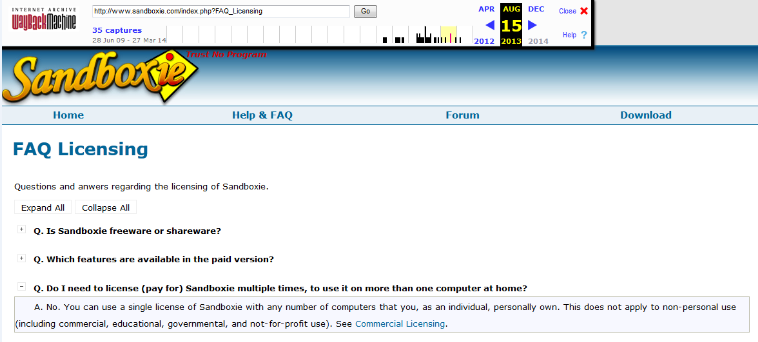 INTERNET ARCHIVE
WayBackMachine
http://www.sandboxie.com/index.php?FAQ_Licensing
Go
APR AUG DEC
Close
35 captures
15
28 Jun 09 - 27 Mar 14
2012 2013 2014
Help ?
Trust No Program
Sandboxie
Home Help & FAQ Forum Download
FAQ Licensing
Questions and anwers regarding the licensing of Sandboxie.
Expand All Collapse All
+ Q. Is Sandboxie freeware or shareware?
+ Q. Which features are available in the paid version?
- Q. Do I need to license (pay for) Sandboxie multiple times, to use it on more than one computer at home?
A. No. You can use a single license of Sandboxie with any number of computers that you, as an individual, personally own. This does not apply to non-personal use
(including commercial, educational, governmental, and not-for-profit use). See Commercial Licensing.